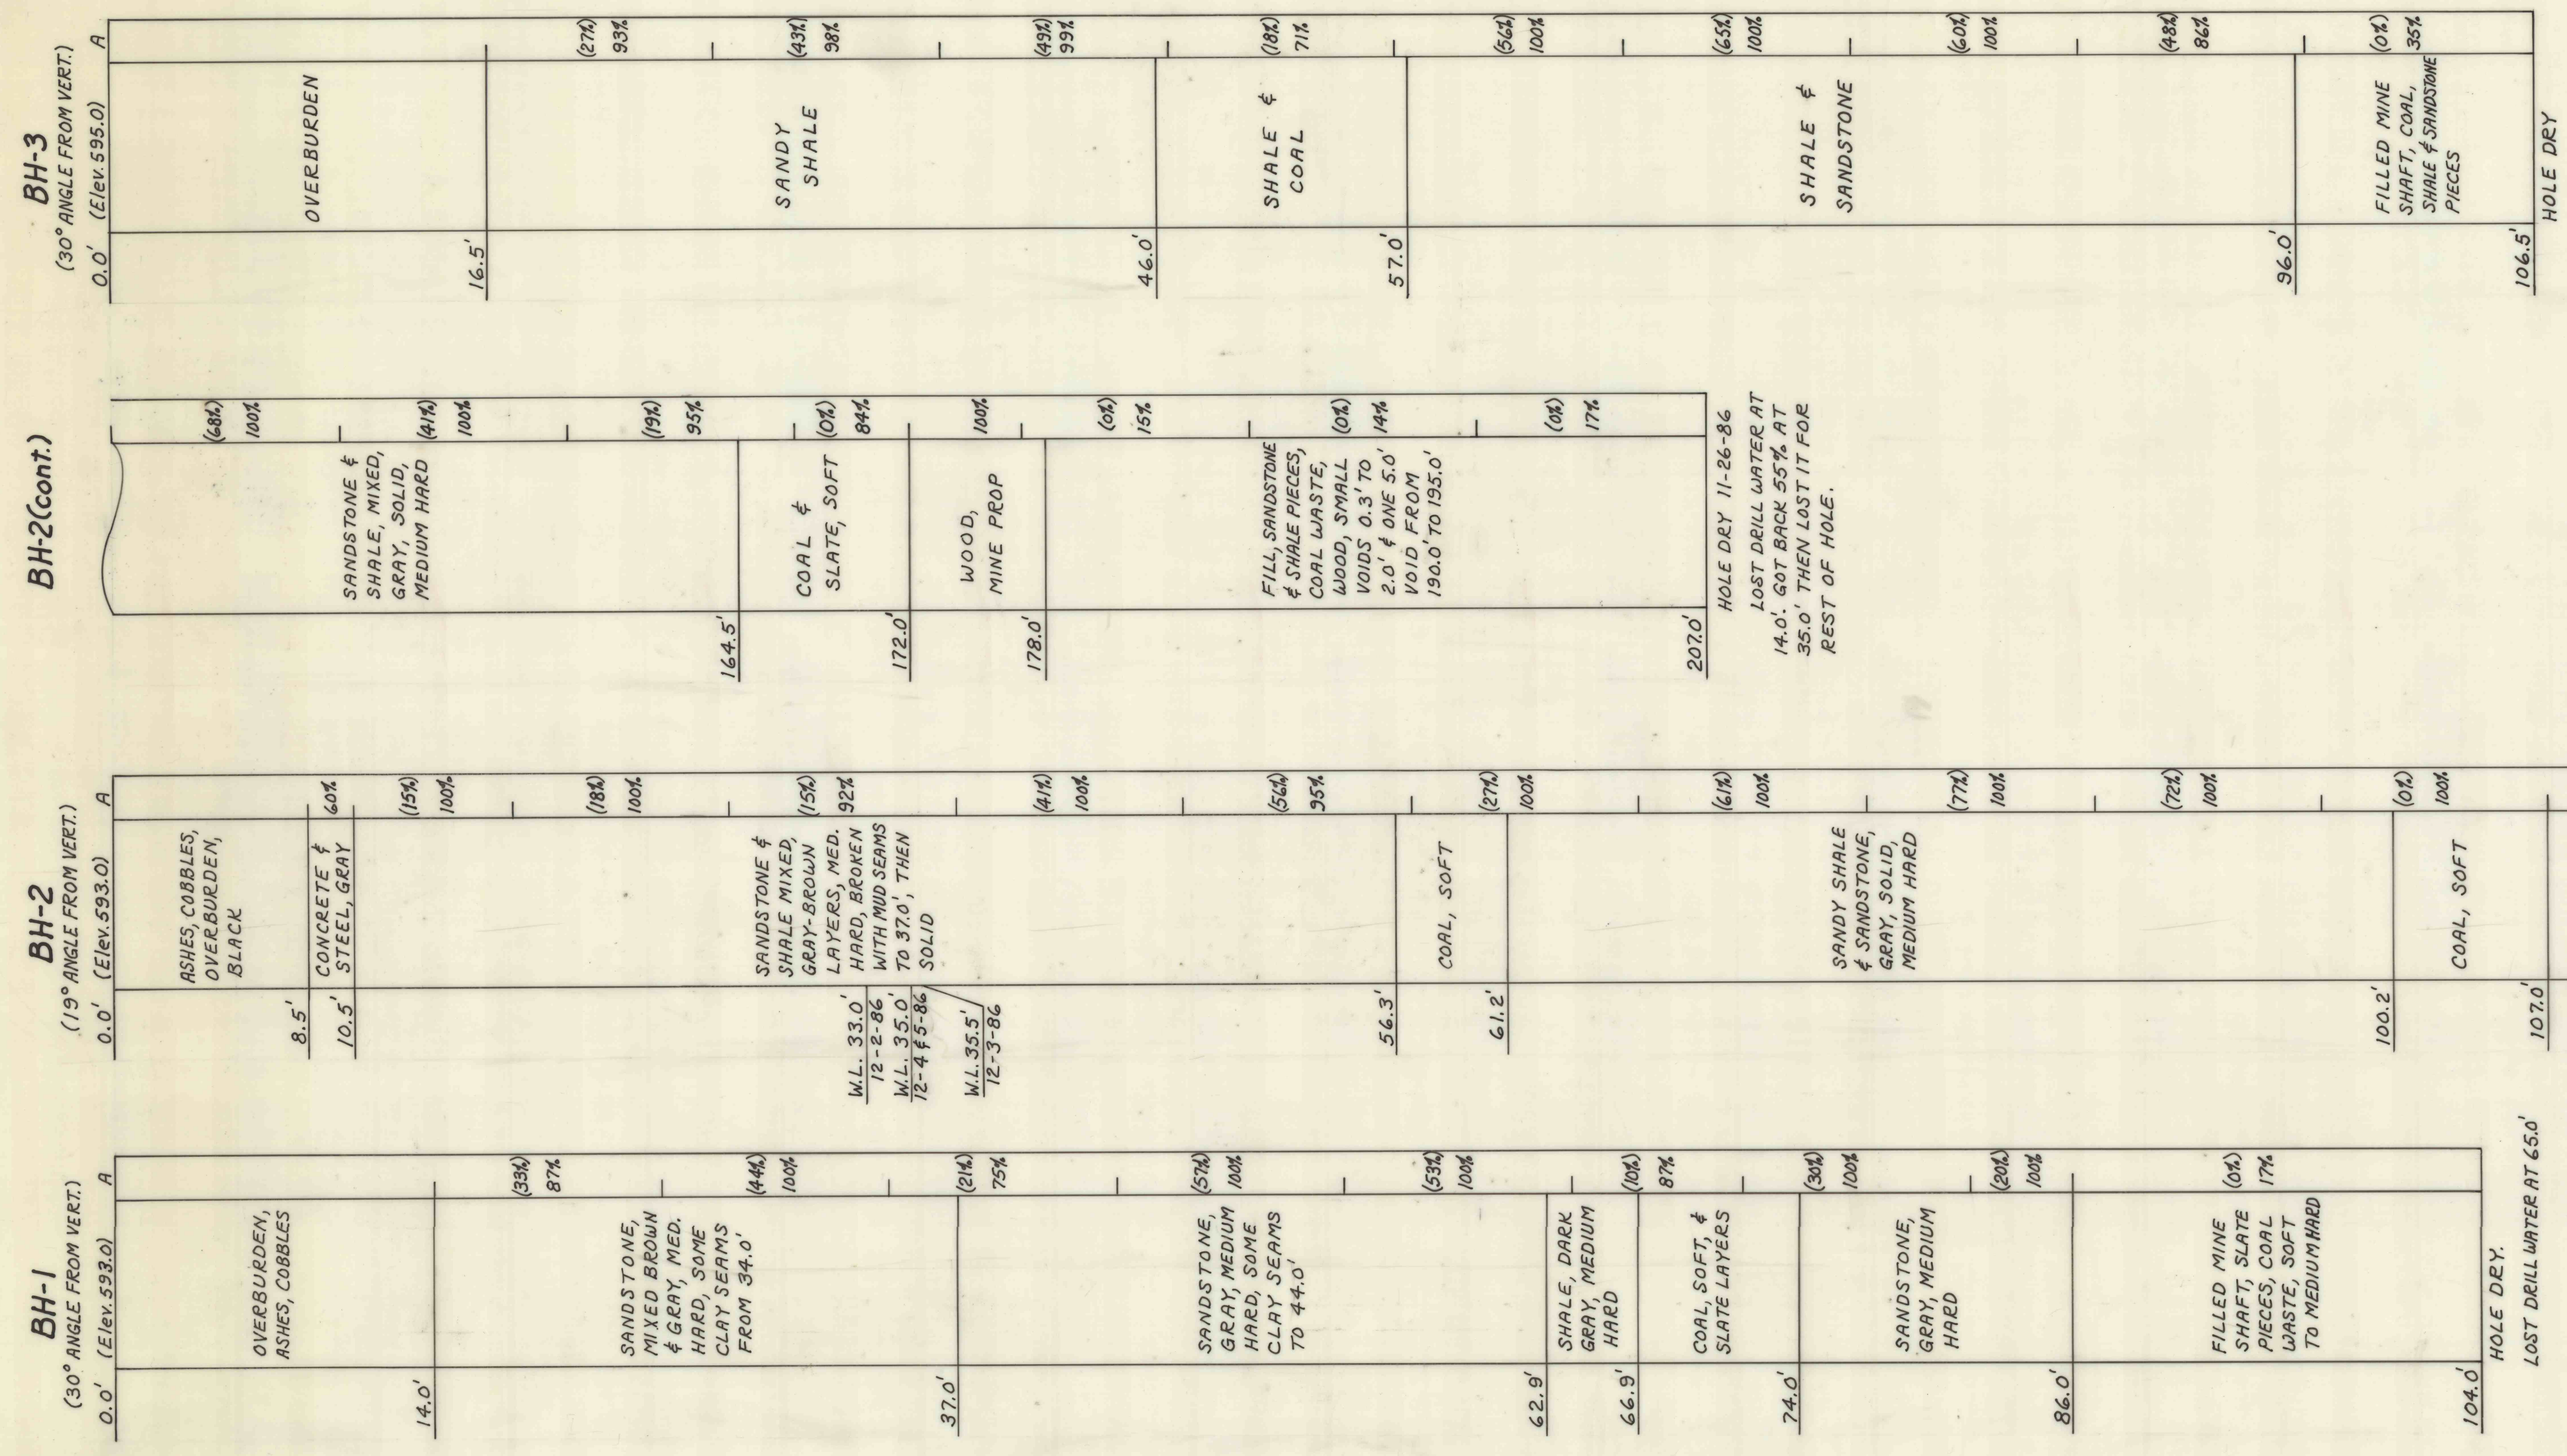 BH-1
(30° ANGLE FROM VERT.)
0.0' (Elev. 593.0) A
OVERBURDEN,
ASHES, COBBLES
14.0'
(33%)
87%
SANDSTONE,
MIXED BROWN
& GRAY, MED.
HARD, SOME
CLAY SEAMS
FROM 34.0'
(44%)
100%
37.0'
(21%)
75%
SANDSTONE,
GRAY, MEDIUM
HARD, SOME
CLAY SEAMS
TO 44.0'
(57%)
100%
(53%)
100%
62.9'
SHALE, DARK
GRAY, MEDIUM
HARD
(10%)
87%
66.9'
COAL, SOFT, &
SLATE LAYERS
74.0'
(30%)
100%
SANDSTONE,
GRAY, MEDIUM
HARD
(20%)
100%
86.0'
FILLED MINE
SHAFT, SLATE
PIECES, COAL
WASTE, SOFT
TO MEDIUM HARD
(0%)
17%
104.0'
HOLE DRY.
LOST DRILL WATER AT 65.0'
BH-2
(19° ANGLE FROM VERT.)
0.0' (Elev. 593.0) A
ASHES, COBBLES,
OVERBURDEN,
BLACK
8.5'
CONCRETE &
STEEL, GRAY
60%
10.5'
(15%)
100%
(18%)
100%
SANDSTONE &
SHALE MIXED,
GRAY-BROWN
LAYERS, MED.
HARD, BROKEN
WITH MUD SEAMS
TO 37.0', THEN
SOLID
(15%)
92%
W.L. 33.0'
12-2-86
W.L. 35.0'
12-4 & 5-86
W.L. 35.5'
12-3-86
(41%)
100%
(56%)
95%
56.3'
COAL, SOFT
(27%)
100%
61.2'
(61%)
100%
SANDY SHALE
& SANDSTONE,
GRAY, SOLID,
MEDIUM HARD
(77%)
100%
(72%)
100%
100.2'
COAL, SOFT
(0%)
100%
107.0'
BH-2 (cont.)
(68%)
100%
SANDSTONE &
SHALE, MIXED,
GRAY, SOLID,
MEDIUM HARD
(41%)
100%
(19%)
95%
164.5'
COAL &
SLATE, SOFT
(0%)
84%
172.0'
WOOD,
MINE PROP
100%
178.0'
(0%)
15%
FILL, SANDSTONE
& SHALE PIECES,
COAL WASTE,
WOOD, SMALL
VOIDS 0.3' TO
2.0' & ONE 5.0'
VOID FROM
190.0' TO 195.0'
(0%)
14%
(0%)
17%
207.0'
HOLE DRY 11-26-86
LOST DRILL WATER AT
14.0'. GOT BACK 55% AT
35.0' THEN LOST IT FOR
REST OF HOLE.
BH-3
(30° ANGLE FROM VERT.)
0.0' (Elev. 595.0) A
OVERBURDEN
16.5'
(27%)
93%
SANDY
SHALE
(43%)
98%
(49%)
99%
46.0'
SHALE &
COAL
(18%)
71%
57.0'
(56%)
100%
SHALE &
SANDSTONE
(65%)
100%
(60%)
100%
(48%)
86%
96.0'
FILLED MINE
SHAFT, COAL,
SHALE & SANDSTONE
PIECES
(0%)
35%
106.5'
HOLE DRY